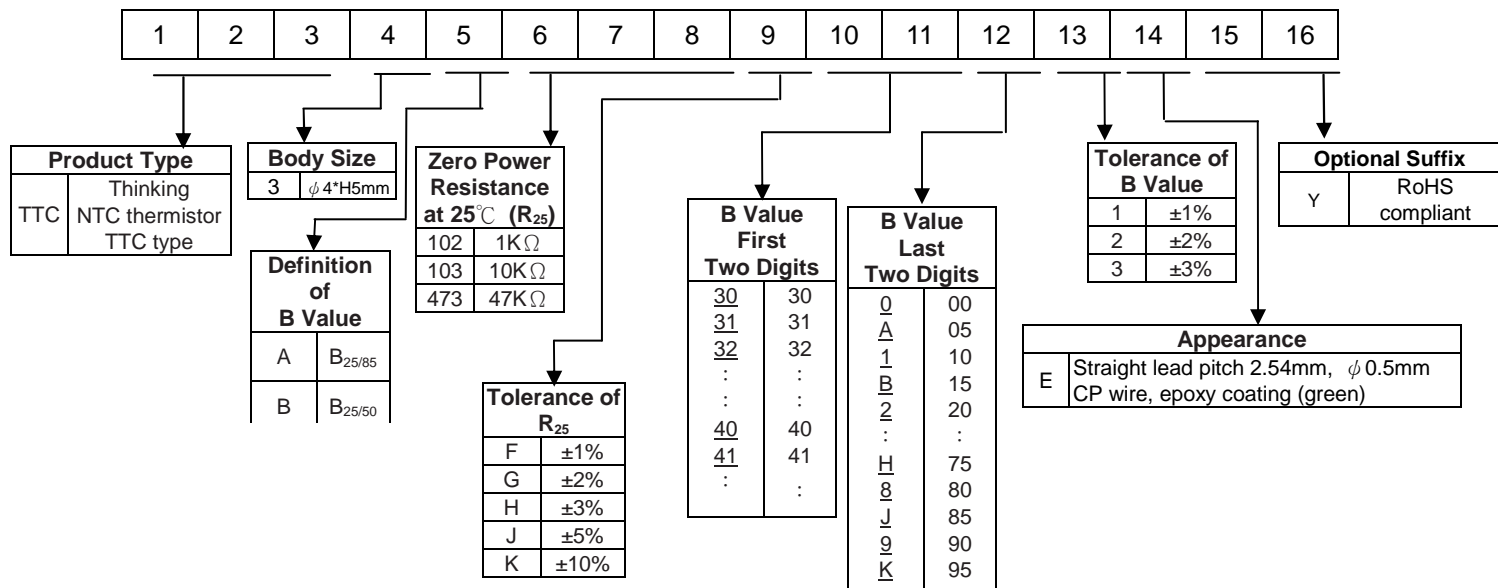 1 2 3 4 5 6 7 8 9 10 11 12 13 14 15 16
Product Type
TTC
Thinking
NTC thermistor
TTC type
Body Size
3 ψ4*H5mm
Definition
of
B Value
A B25/85
B B25/50
Zero Power
Resistance
at 25℃ (R25)
102 1KΩ
103 10KΩ
473 47KΩ
Tolerance of
R25
F ±1%
G ±2%
H ±3%
J ±5%
K ±10%
B Value
First
Two Digits
30 30
31 31
32 32
: :
: :
40 40
41 41
: :
B Value
Last
Two Digits
0 00
A 05
1 10
B 15
2 20
: :
H 75
8 80
J 85
9 90
K 95
Tolerance of
B Value
1 ±1%
2 ±2%
3 ±3%
Appearance
E
Straight lead pitch 2.54mm, ψ0.5mm
CP wire, epoxy coating (green)
Optional Suffix
Y
RoHS
compliant